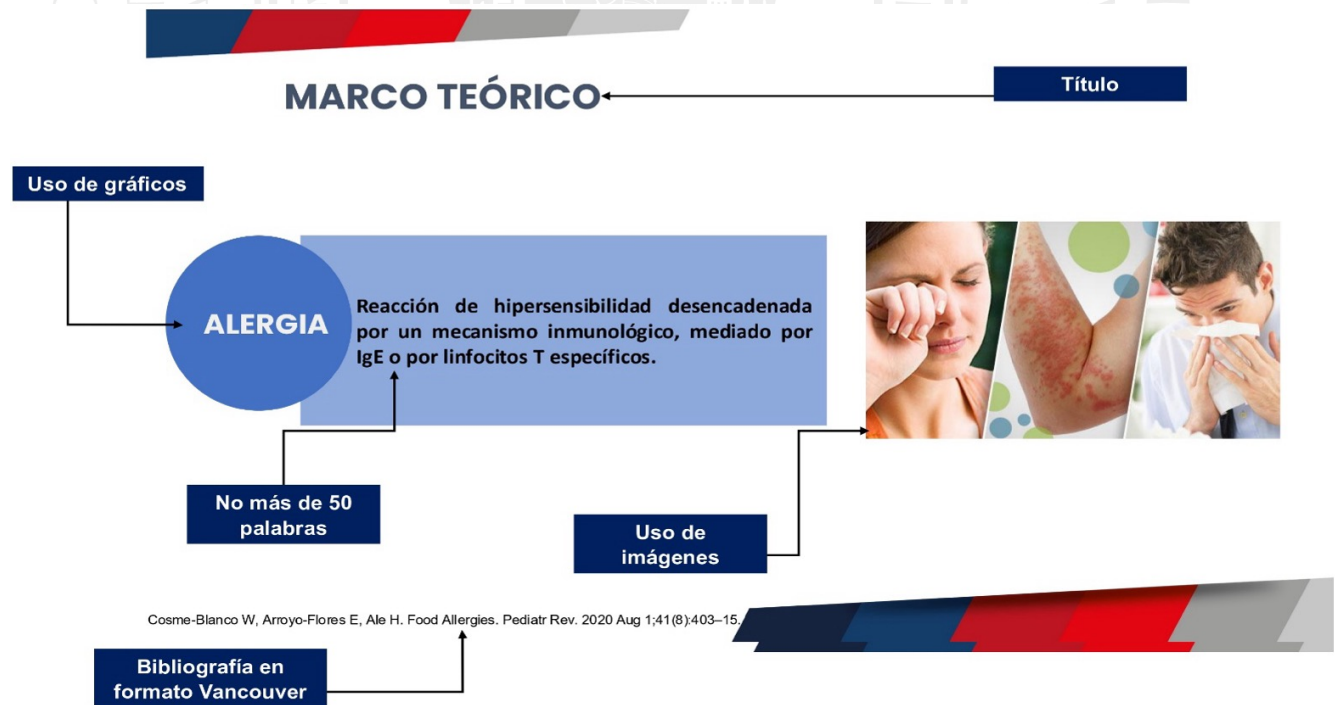 MARCO TEÓRICO
Título
Uso de gráficos
ALERGIA
Reacción de hipersensibilidad desencadenada
por un mecanismo inmunológico, mediado por
IgE o por linfocitos T específicos.
No más de 50
palabras
Uso de
imágenes
Cosme-Blanco W, Arroyo-Flores E, Ale H. Food Allergies. Pediatr Rev. 2020 Aug 1;41(8):403–15.
Bibliografía en
formato Vancouver